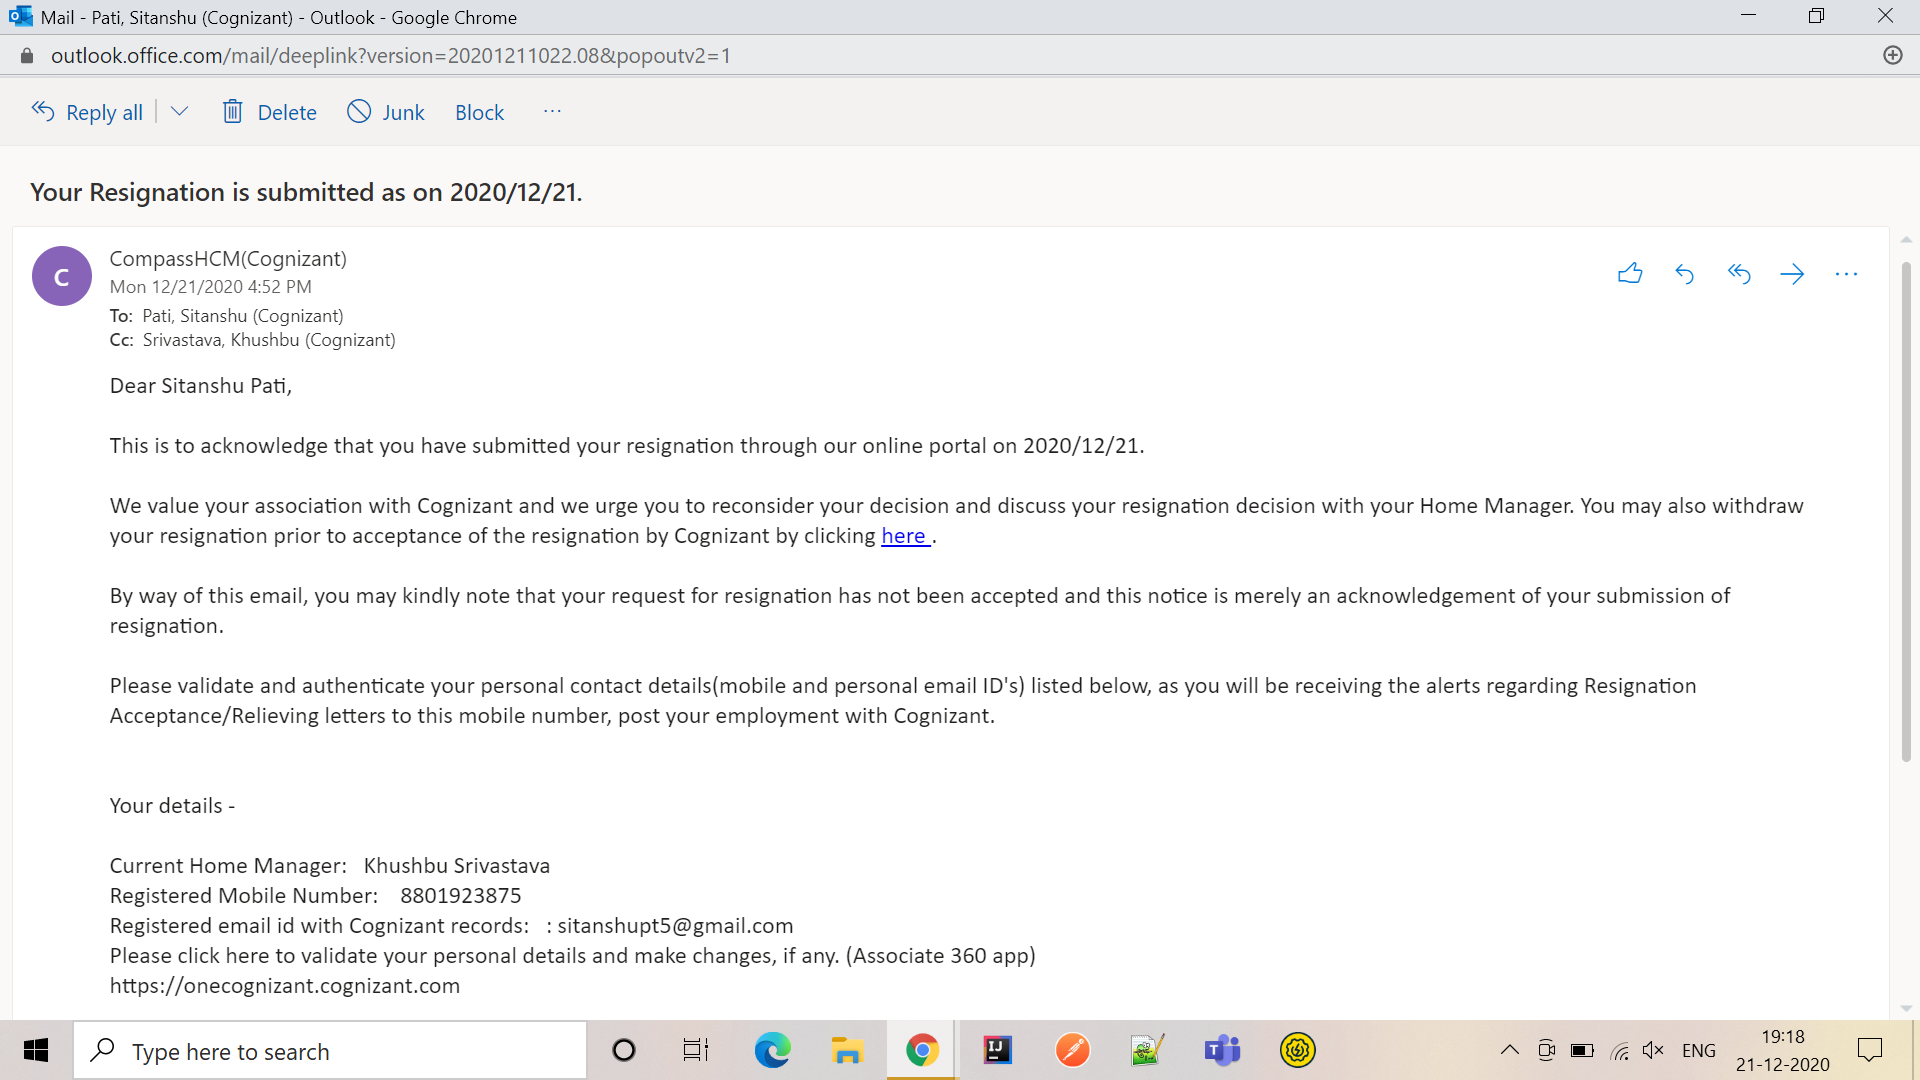 Mail - Pati, Sitanshu (Cognizant) - Outlook - Google Chrome
outlook.office.com/mail/deeplink?version=20201211022.08&popoutv2=1
Reply all Delete Junk Block ...
Your Resignation is submitted as on 2020/12/21.
C
CompassHCM(Cognizant)
Mon 12/21/2020 4:52 PM
To: Pati, Sitanshu (Cognizant)
Cc: Srivastava, Khushbu (Cognizant)
Dear Sitanshu Pati,
This is to acknowledge that you have submitted your resignation through our online portal on 2020/12/21.
We value your association with Cognizant and we urge you to reconsider your decision and discuss your resignation decision with your Home Manager. You may also withdraw
your resignation prior to acceptance of the resignation by Cognizant by clicking here .
By way of this email, you may kindly note that your request for resignation has not been accepted and this notice is merely an acknowledgement of your submission of
resignation.
Please validate and authenticate your personal contact details(mobile and personal email ID's) listed below, as you will be receiving the alerts regarding Resignation
Acceptance/Relieving letters to this mobile number, post your employment with Cognizant.
Your details -
Current Home Manager: Khushbu Srivastava
Registered Mobile Number: 8801923875
Registered email id with Cognizant records: : sitanshupt5@gmail.com
Please click here to validate your personal details and make changes, if any. (Associate 360 app)
https://onecognizant.cognizant.com
Type here to search
ENG
19:18
21-12-2020